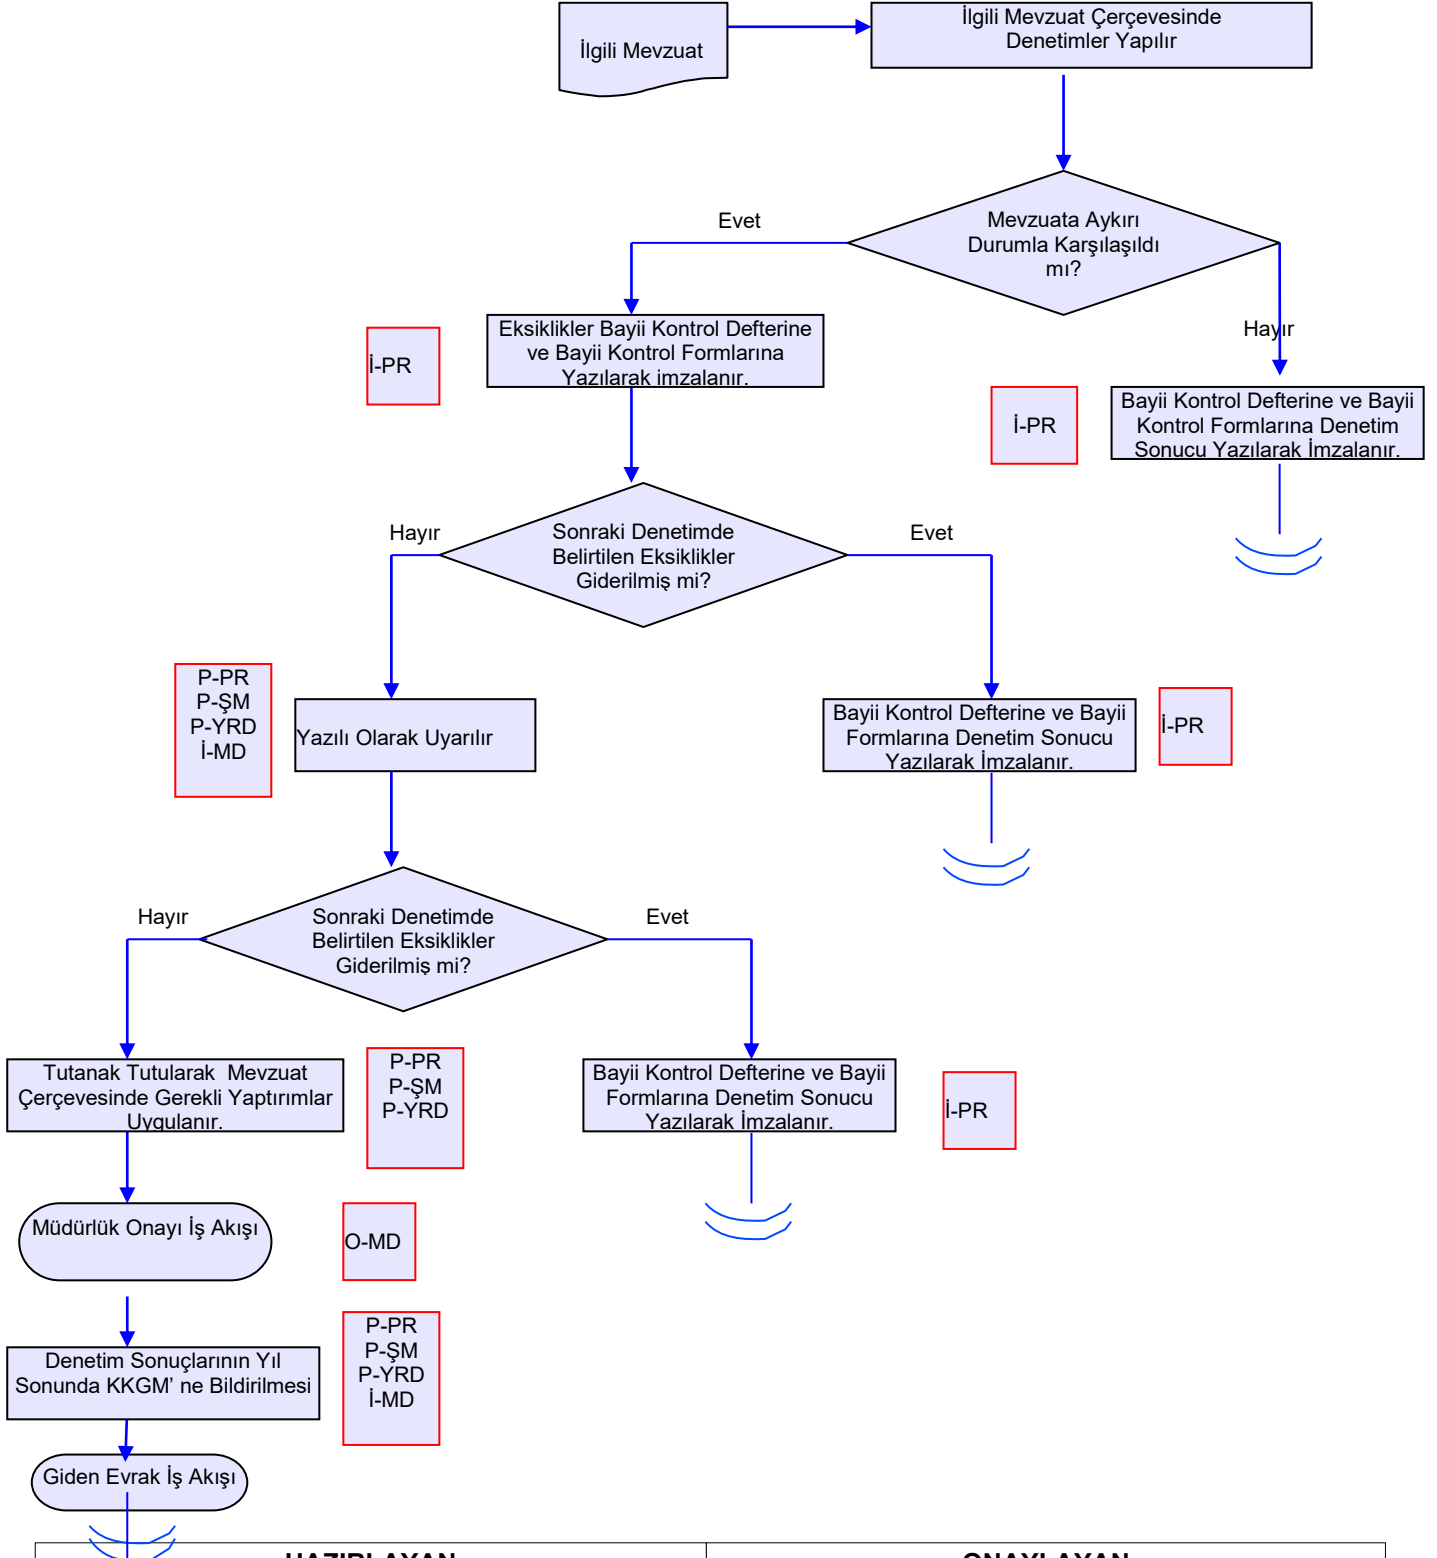 İlgili Mevzuat
İlgili Mevzuat Çerçevesinde
Denetimler Yapılır
Mevzuata Aykırı
Durumla Karşılaşıldı
mı?
Evet
Hayır
İ-PR
Eksiklikler Bayii Kontrol Defterine
ve Bayii Kontrol Formlarına
Yazılarak imzalanır.
İ-PR
Bayii Kontrol Defterine ve Bayii
Kontrol Formlarına Denetim
Sonucu Yazılarak İmzalanır.
Hayır
Sonraki Denetimde
Belirtilen Eksiklikler
Giderilmiş mi?
Evet
P-PR
P-ŞM
P-YRD
İ-MD
Yazılı Olarak Uyarılır
Bayii Kontrol Defterine ve Bayii
Formlarına Denetim Sonucu
Yazılarak İmzalanır.
İ-PR
Hayır
Sonraki Denetimde
Belirtilen Eksiklikler
Giderilmiş mi?
Evet
Tutanak Tutularak  Mevzuat
Çerçevesinde Gerekli Yaptırımlar
Uygulanır.
P-PR
P-ŞM
P-YRD
Bayii Kontrol Defterine ve Bayii
Formlarına Denetim Sonucu
Yazılarak İmzalanır.
İ-PR
Müdürlük Onayı İş Akışı
O-MD
Denetim Sonuçlarının Yıl
Sonunda KKGM’ ne Bildirilmesi
P-PR
P-ŞM
P-YRD
İ-MD
Giden Evrak İş Akışı
HAZIRLAYAN
ONAYLAYAN